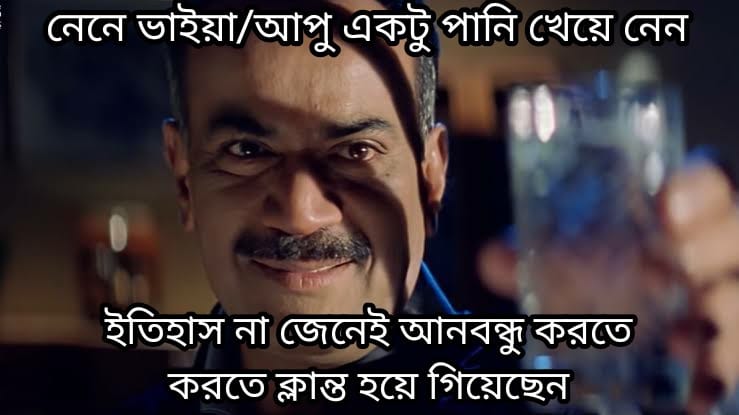 নেনে ভাইয়া/আপু একটু পানি খেয়ে নেন
ইতিহাস না জেনেই আনবন্ধু করতে
করতে ক্লান্ত হয়ে গিয়েছেন